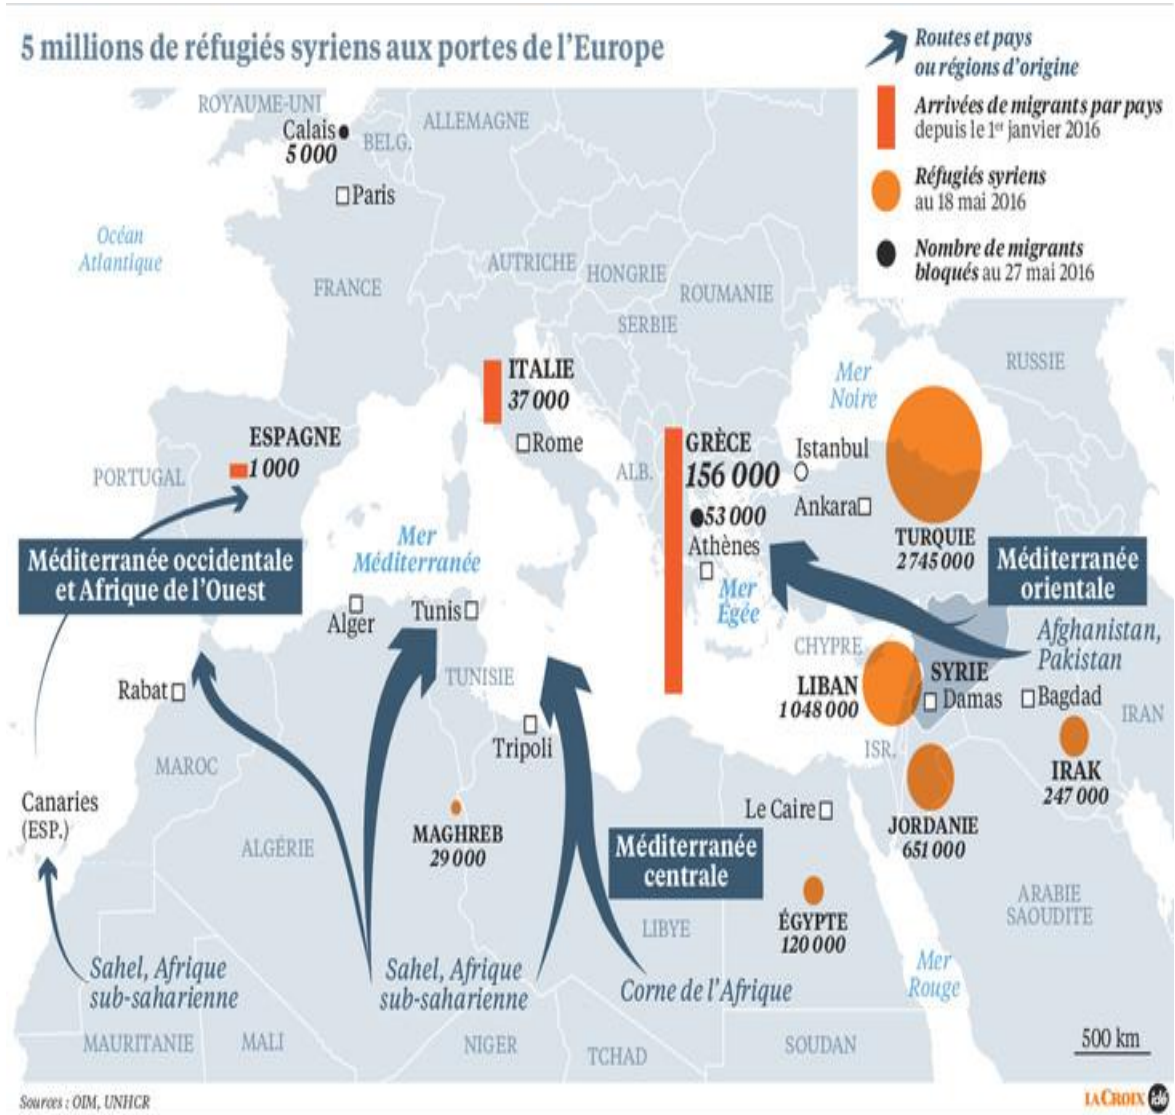 5 millions de réfugiés syriens aux portes de l'Europe
Routes et pays
ou régions d'origine
Arrivées de migrants par pays
depuis le 1er janvier 2016
Réfugiés syriens
au 18 mai 2016
Nombre de migrants
bloqués au 27 mai 2016
ROYAUME-UNI
Calais
5 000
BELG.
ALLEMAGNE
Paris
Océan
Atlantique
FRANCE
AUTRICHE
HONGRIE
ROUMANIE
SERBIE
RUSSIE
Mer
Noire
ITALIE
37 000
Rome
ESPAGNE
1 000
PORTUGAL
ALB.
GRÈCE
156 000
53 000
Athènes
Istanbul
Ankara
TURQUIE
2 745 000
Mer
Méditerranée
Mer
Égée
Méditerranée occidentale
et Afrique de l'Ouest
Méditerranée
orientale
Afghanistan,
Pakistan
Alger
Tunis
TUNISIE
CHYPRE
LIBAN
1 048 000
SYRIE
Damas
Bagdad
IRAN
Rabat
Tripoli
ISR.
IRAK
247 000
MAROC
Canaries
(ESP.)
ALGÉRIE
MAGHREB
29 000
Le Caire
JORDANIE
651 000
Méditerranée
centrale
ARABIE
SAOUDITE
LIBYE
ÉGYPTE
120 000
Sahel, Afrique
sub-saharienne
Sahel, Afrique
sub-saharienne
Corne de l'Afrique
Mer
Rouge
MAURITANIE
MALI
NIGER
TCHAD
SOUDAN
500 km
Sources : OIM, UNHCR
LA CROIX idé